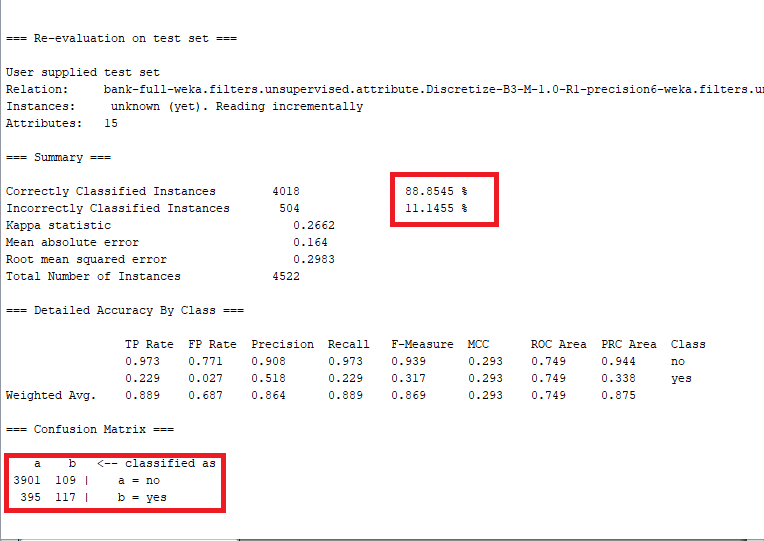 === Re-evaluation on test set ===
User supplied test set
Relation: bank-full-weka.filters.unsupervised.attribute.Discretize-B3-M-1.0-R1-precision6-weka.filters.un
Instances: unknown (yet). Reading incrementally
Attributes: 15
=== Summary ===
Correctly Classified Instances 4018 88.8545 %
Incorrectly Classified Instances 504 11.1455 %
Kappa statistic 0.2662
Mean absolute error 0.164
Root mean squared error 0.2983
Total Number of Instances 4522
=== Detailed Accuracy By Class ===
TP Rate FP Rate Precision Recall F-Measure MCC ROC Area PRC Area Class
0.973 0.771 0.908 0.973 0.939 0.293 0.749 0.944 no
0.229 0.027 0.518 0.229 0.317 0.293 0.749 0.338 yes
Weighted Avg. 0.889 0.687 0.864 0.889 0.869 0.293 0.749 0.875
=== Confusion Matrix ===
a b <-- classified as
3901 109 | a = no
395 117 | b = yes